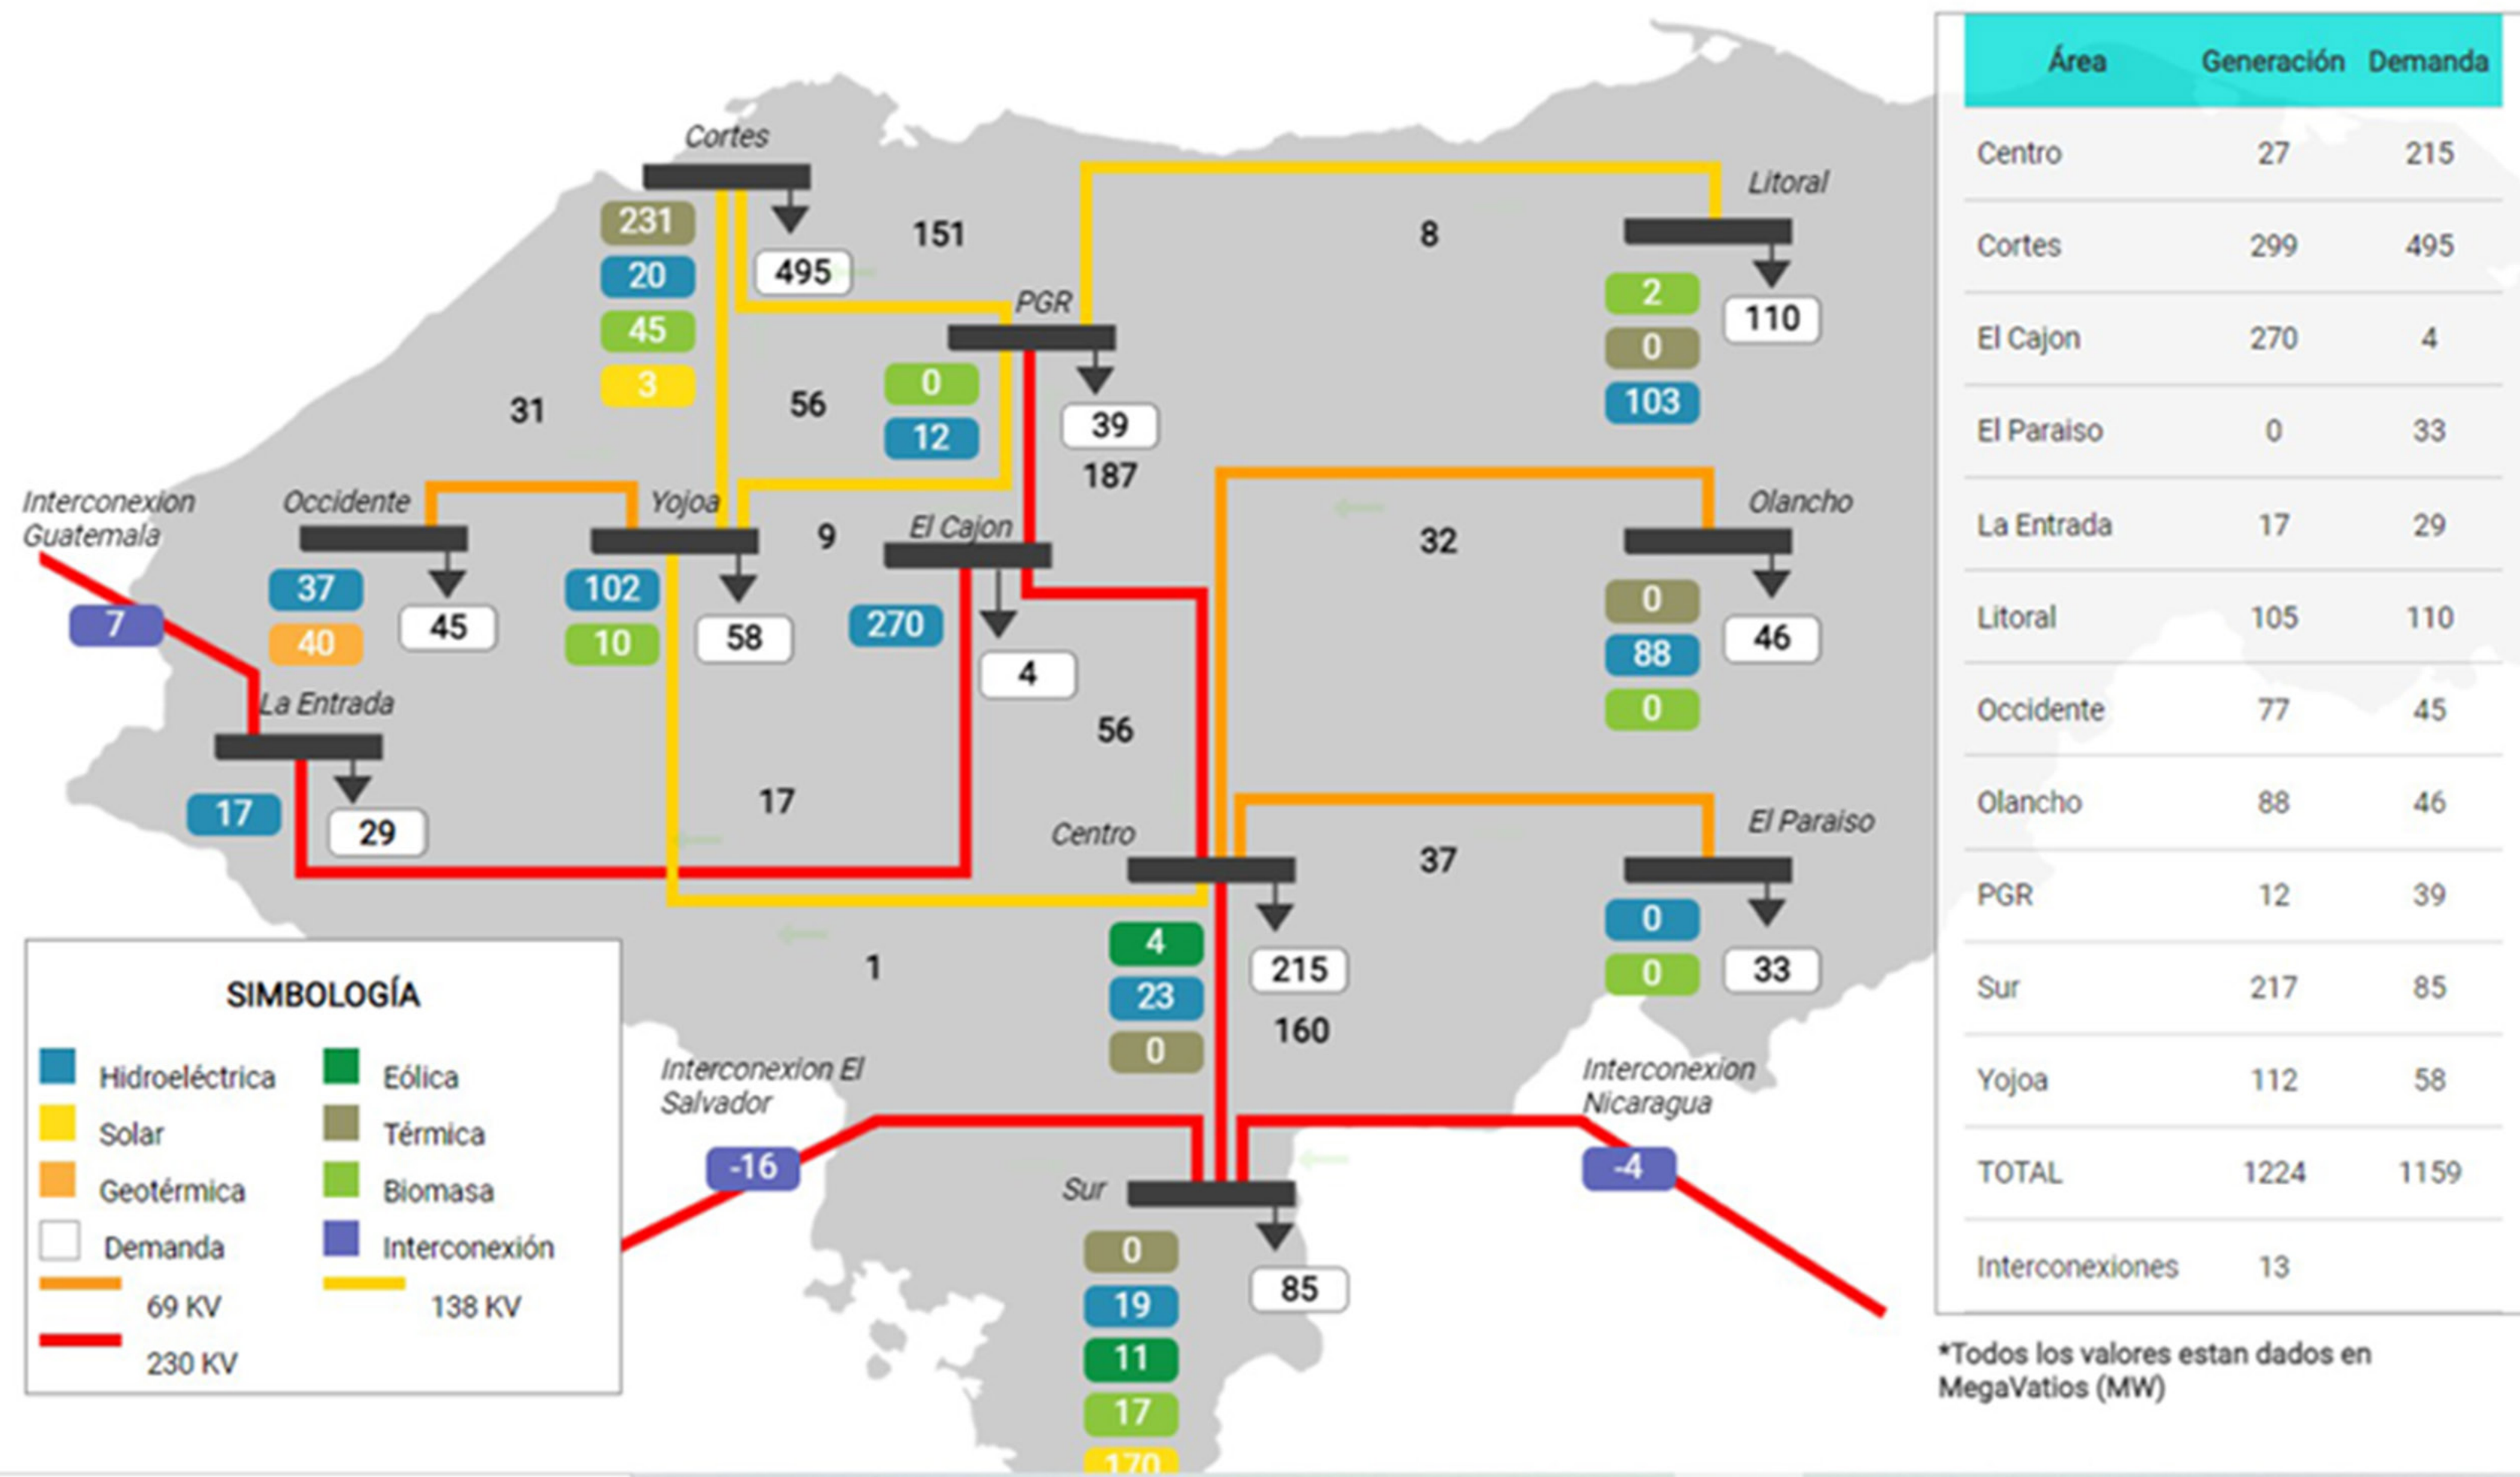 Cortes
231
20
45
3
495
151
PGR
0
12
39
187
8
Litoral
2
0
103
110
31
56
Interconexion
Guatemala
7
Occidente
37
40
45
Yojoa
102
10
58
9
El Cajon
270
4
56
32
Olancho
0
88
0
46
La Entrada
17
29
17
Centro
4
23
0
215
160
37
El Paraiso
0
0
33
1
Interconexion El
Salvador
-16
Interconexion
Nicaragua
-4
Sur
0
19
11
17
170
85
SIMBOLOGÍA
Hidroeléctrica
Eólica
Solar
Térmica
Geotérmica
Biomasa
Demanda
Interconexión
69 KV
138 KV
230 KV
Área Generación Demanda
Centro 27 215
Cortes 299 495
El Cajon 270 4
El Paraiso 0 33
La Entrada 17 29
Litoral 105 110
Occidente 77 45
Olancho 88 46
PGR 12 39
Sur 217 85
Yojoa 112 58
TOTAL 1224 1159
Interconexiones 13
*Todos los valores estan dados en
MegaVatios (MW)